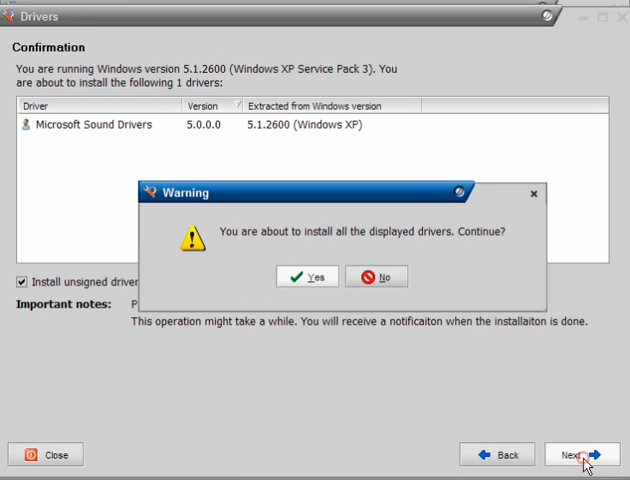 Drivers
Confirmation
You are running Windows version 5.1.2600 (Windows XP Service Pack 3). You
are about to install the following 1 drivers:
Driver Version Extracted from Windows version
Microsoft Sound Drivers 5.0.0.0 5.1.2600 (Windows XP)
Warning
You are about to install all the displayed drivers. Continue?
Yes No
Install unsigned driver
Important notes: P
This operation might take a while. You will receive a notificaiton when the installaiton is done.
Close Back Next